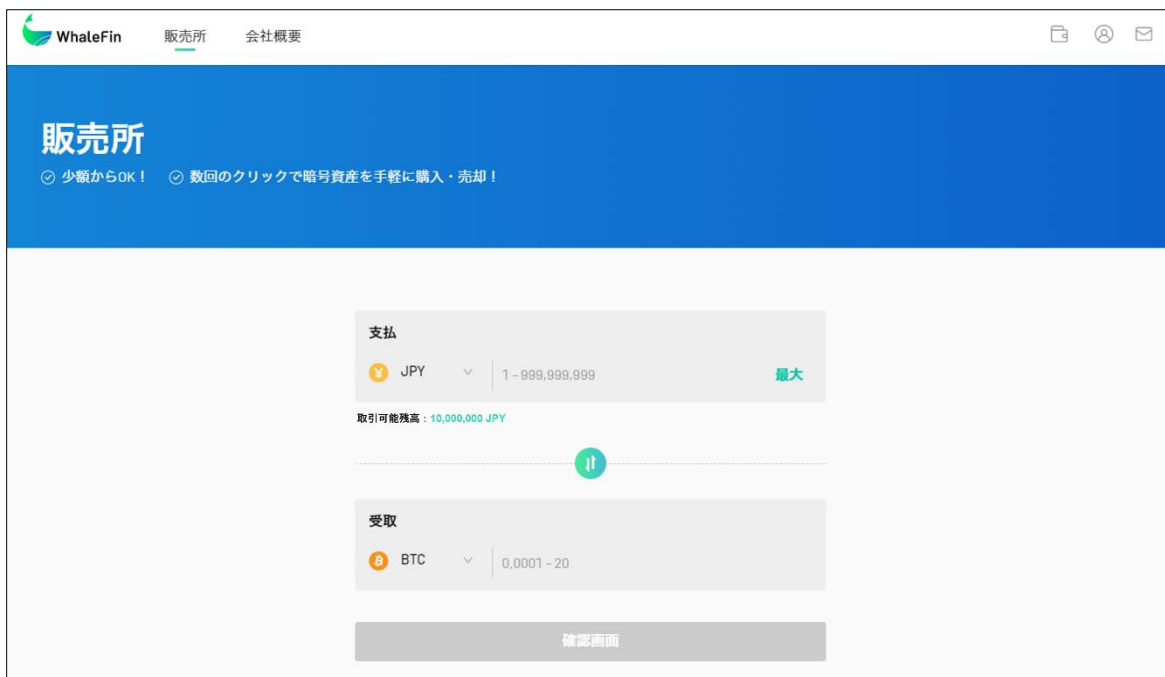 WhaleFin 販売所 会社概要
販売所
少額からOK! 数回のクリックで暗号資産を手軽に購入・売却!
支払
JPY 1 - 999,999,999 最大
取引可能残高:10,000,000 JPY
受取
BTC 0.0001 - 20
確認画面